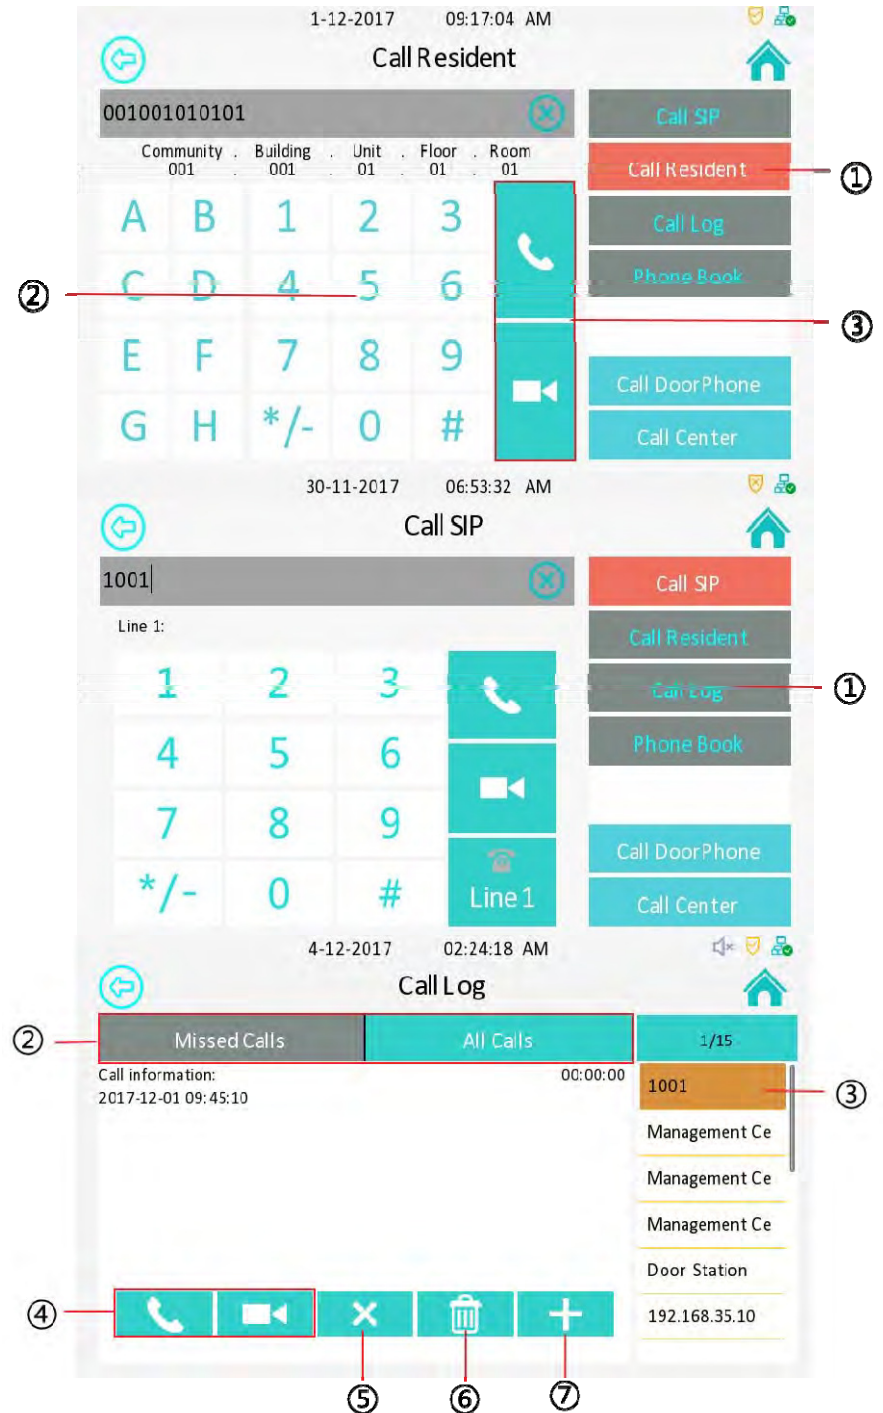 1-12-2017 09:17:04 AM
Call Resident
001001010101
Call SIP
Community . Building . Unit . Floor . Room
001 . 001 . 01 . 01 . 01
Call Resident
①
A B 1 2 3
Call Log
C D 4 5 6
Phone Book
②
③
E F 7 8 9
Call DoorPhone
G H */- 0 #
Call Center
30-11-2017 06:53:32 AM
Call SIP
1001
Call SIP
Line 1:
Call Resident
1 2 3
Call Log
①
4 5 6
Phone Book
7 8 9
Call DoorPhone
*/- 0 #
Line 1
Call Center
4-12-2017 02:24:18 AM
Call Log
②
Missed Calls All Calls 1/15
Call information: 00:00:00
2017-12-01 09:45:10
1001
③
Management Ce
Management Ce
Management Ce
Door Station
192.168.35.10
④
⑤ ⑥ ⑦